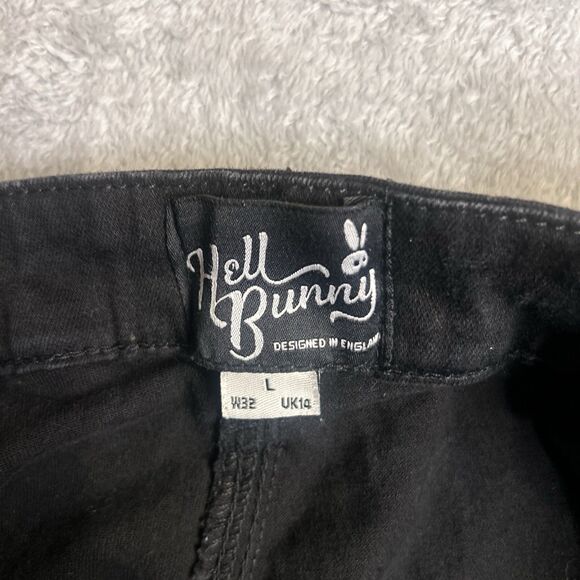 Hell
Bunny
DESIGNED IN ENGLAND
L
W32 UK14